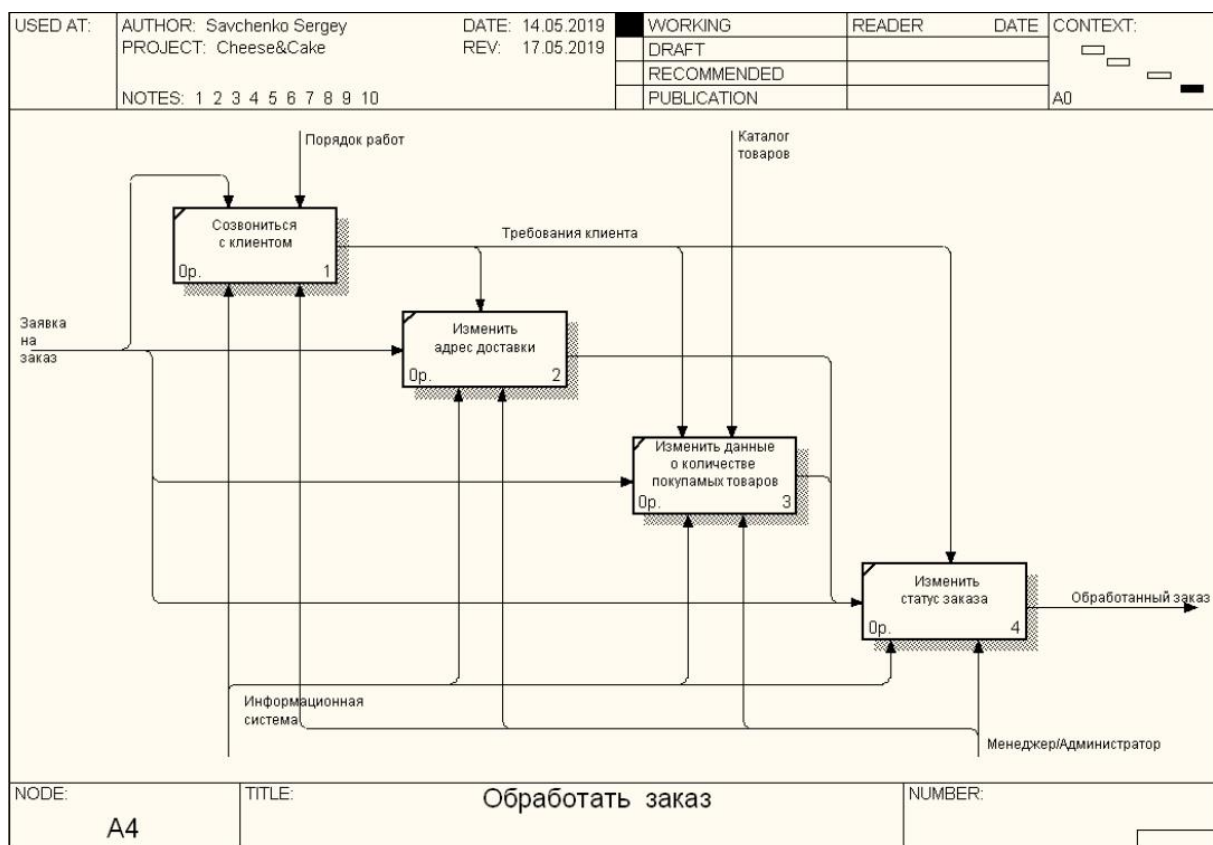 USED AT:
AUTHOR: Savchenko Sergey
DATE: 14.05.2019
WORKING
READER
DATE
CONTEXT:
PROJECT: Cheese&Cake
REV: 17.05.2019
DRAFT
RECOMMENDED
NOTES: 1 2 3 4 5 6 7 8 9 10
PUBLICATION
A0
Порядок работ
Каталог
товаров
Созвониться
с клиентом
0р.
1
Требования клиента
Заявка
на
заказ
Изменить
адрес доставки
0р.
2
Изменить данные
о количестве
покупамых товаров
0р.
3
Изменить
статус заказа
0р.
4
Обработанный заказ
Информационная
система
Менеджер/Администратор
NODE:
A4
TITLE:
Обработать заказ
NUMBER: